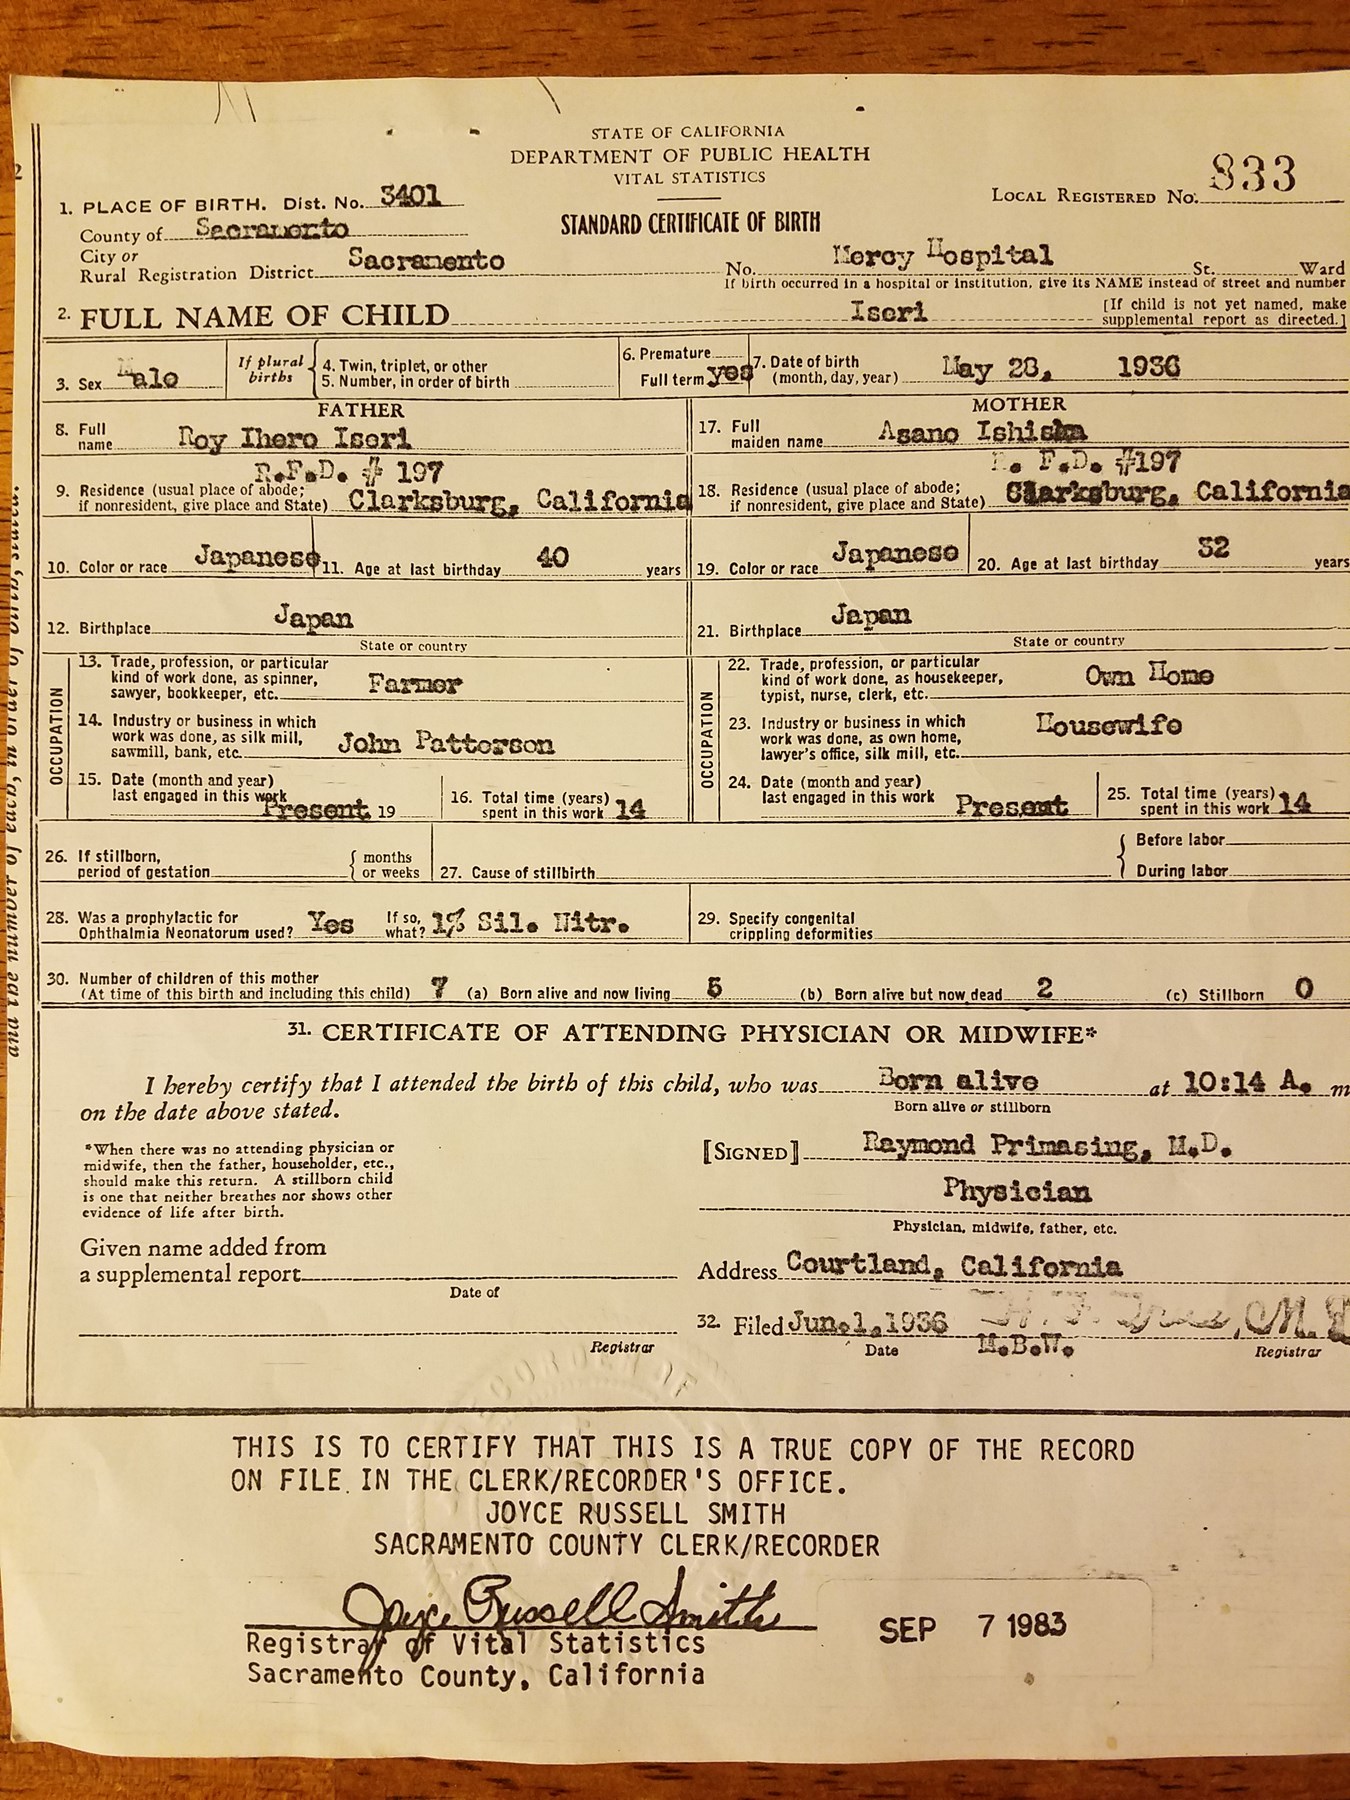 STATE OF CALIFORNIA
DEPARTMENT OF PUBLIC HEALTH
VITAL STATISTICS
LOCAL REGISTERED No. 833
1. PLACE OF BIRTH. Dist. No. 3401
STANDARD CERTIFICATE OF BIRTH
County of Sacramento
City or
Rural Registration District Sacramento
No. Mercy Hospital St. Ward
If birth occurred in a hospital or institution, give its NAME instead of street and number
2. FULL NAME OF CHILD Iseri
[If child is not yet named, make
supplemental report as directed.]
3. Sex Male
If plural
births
4. Twin, triplet, or other
5. Number, in order of birth
6. Premature
Full term yes
7. Date of birth
(month, day, year) May 28, 1936
FATHER
8. Full
name Roy Ihero Iseri
R.F.D. # 197
9. Residence (usual place of abode;
if nonresident, give place and State) Clarksburg, California
10. Color or race Japanese
11. Age at last birthday 40 years
12. Birthplace Japan
State or country
OCCUPATION
13. Trade, profession, or particular
kind of work done, as spinner,
sawyer, bookkeeper, etc. Farmer
14. Industry or business in which
work was done, as silk mill,
sawmill, bank, etc. John Patterson
15. Date (month and year)
last engaged in this work
Present 19
16. Total time (years)
spent in this work 14
MOTHER
17. Full
maiden name Asano
R. F.D. #197
18. Residence (usual place of abode;
if nonresident, give place and State) Clarksburg, California
19. Color or race Japanese
20. Age at last birthday 32 years
21. Birthplace Japan
State or country
OCCUPATION
22. Trade, profession, or particular
kind of work done, as housekeeper,
typist, nurse, clerk, etc. Own Home
23. Industry or business in which
work was done, as own home,
lawyer's office, silk mill, etc. Housewife
24. Date (month and year)
last engaged in this work
Present
25. Total time (years)
spent in this work 14
26. If stillborn,
period of gestation { months
or weeks
27. Cause of stillbirth
Before labor
During labor
28. Was a prophylactic for
Ophthalmia Neonatorum used? Yes
If so,
what? 1% Sil. Nitr.
29. Specify congenital
crippling deformities
30. Number of children of this mother
(At time of this birth and including this child) 7 (a) Born alive and now living 5 (b) Born alive but now dead 2 (c) Stillborn 0
31. CERTIFICATE OF ATTENDING PHYSICIAN OR MIDWIFE*
I hereby certify that I attended the birth of this child, who was Born alive at 10:14 A. m
on the date above stated.
Born alive or stillborn
*When there was no attending physician or
midwife, then the father, householder, etc.,
should make this return. A stillborn child
is one that neither breathes nor shows other
evidence of life after birth.
[SIGNED] Raymond Primasing, M.D.
Physician
Physician, midwife, father, etc.
Given name added from
a supplemental report
Date of
Registrar
Address Courtland, California
32. Filed Jun.1,1936
Date
M.B.W.
Registrar
THIS IS TO CERTIFY THAT THIS IS A TRUE COPY OF THE RECORD
ON FILE IN THE CLERK/RECORDER'S OFFICE.
JOYCE RUSSELL SMITH
SACRAMENTO COUNTY CLERK/RECORDER
Joyce Russell Smith
Registrar of Vital Statistics
Sacramento County, California
SEP 7 1983